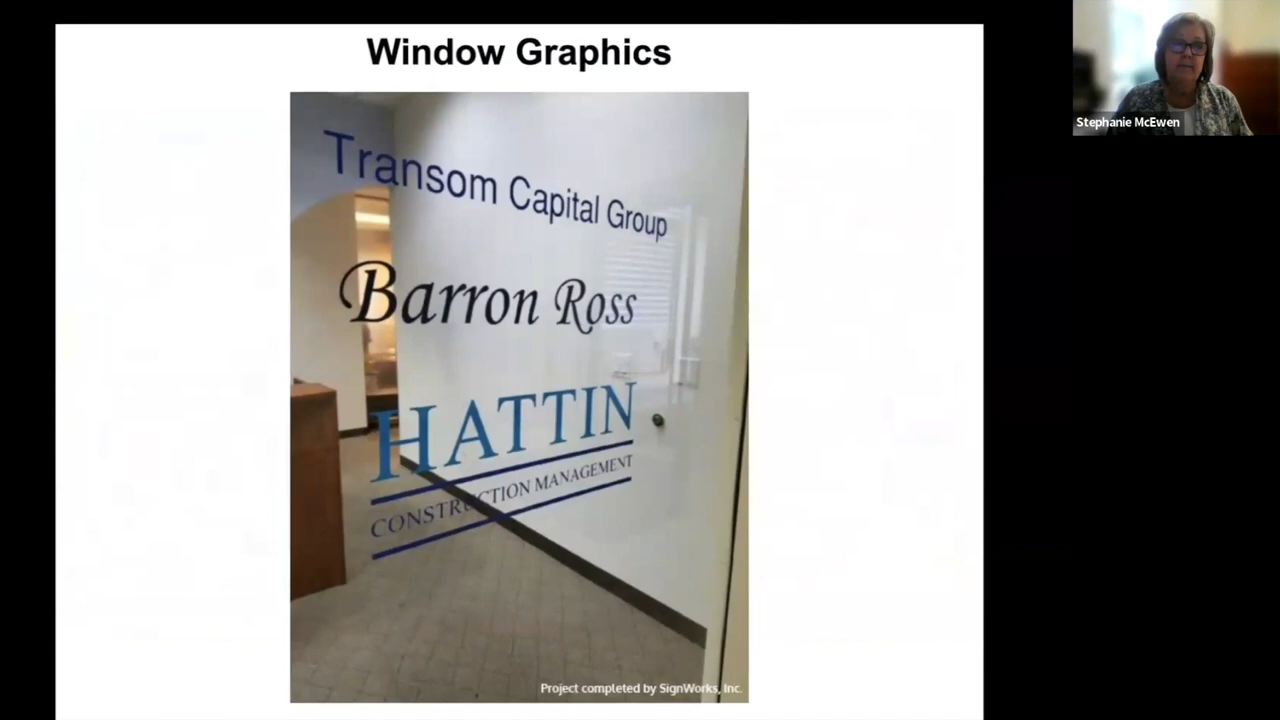 Window Graphics
Stephanie McEwen
Transom Capital Group
Barron Ross
HATTIN
CONSTRUCTION MANAGEMENT
Project completed by SignWorks, Inc.